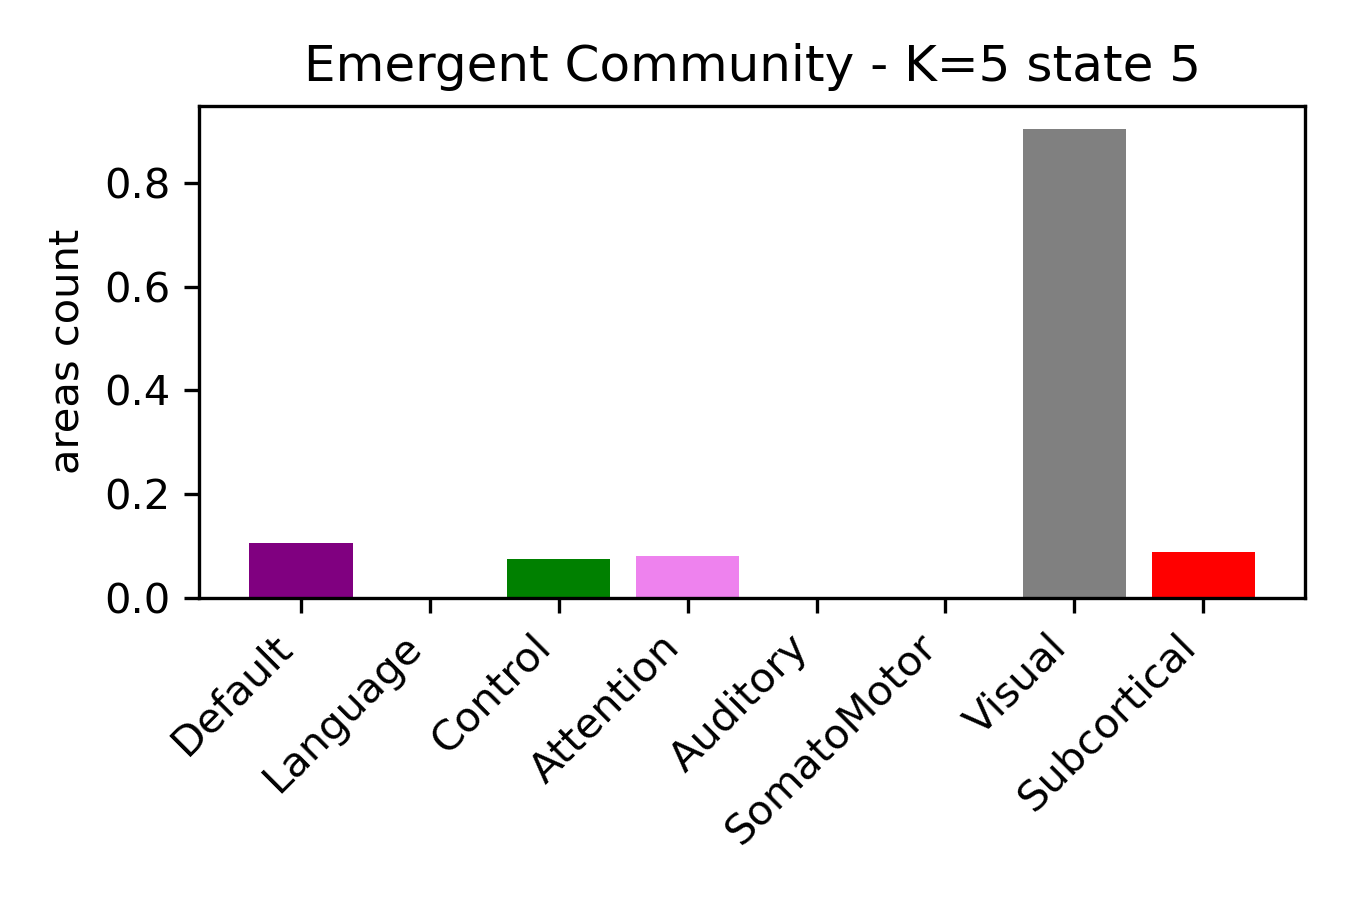 Emergent Community - K=5 state 5
areas count
0.8
0.6
0.4
0.2
0.0
Default
Language
Control
Attention
Auditory
SomatoMotor
Visual
Subcortical